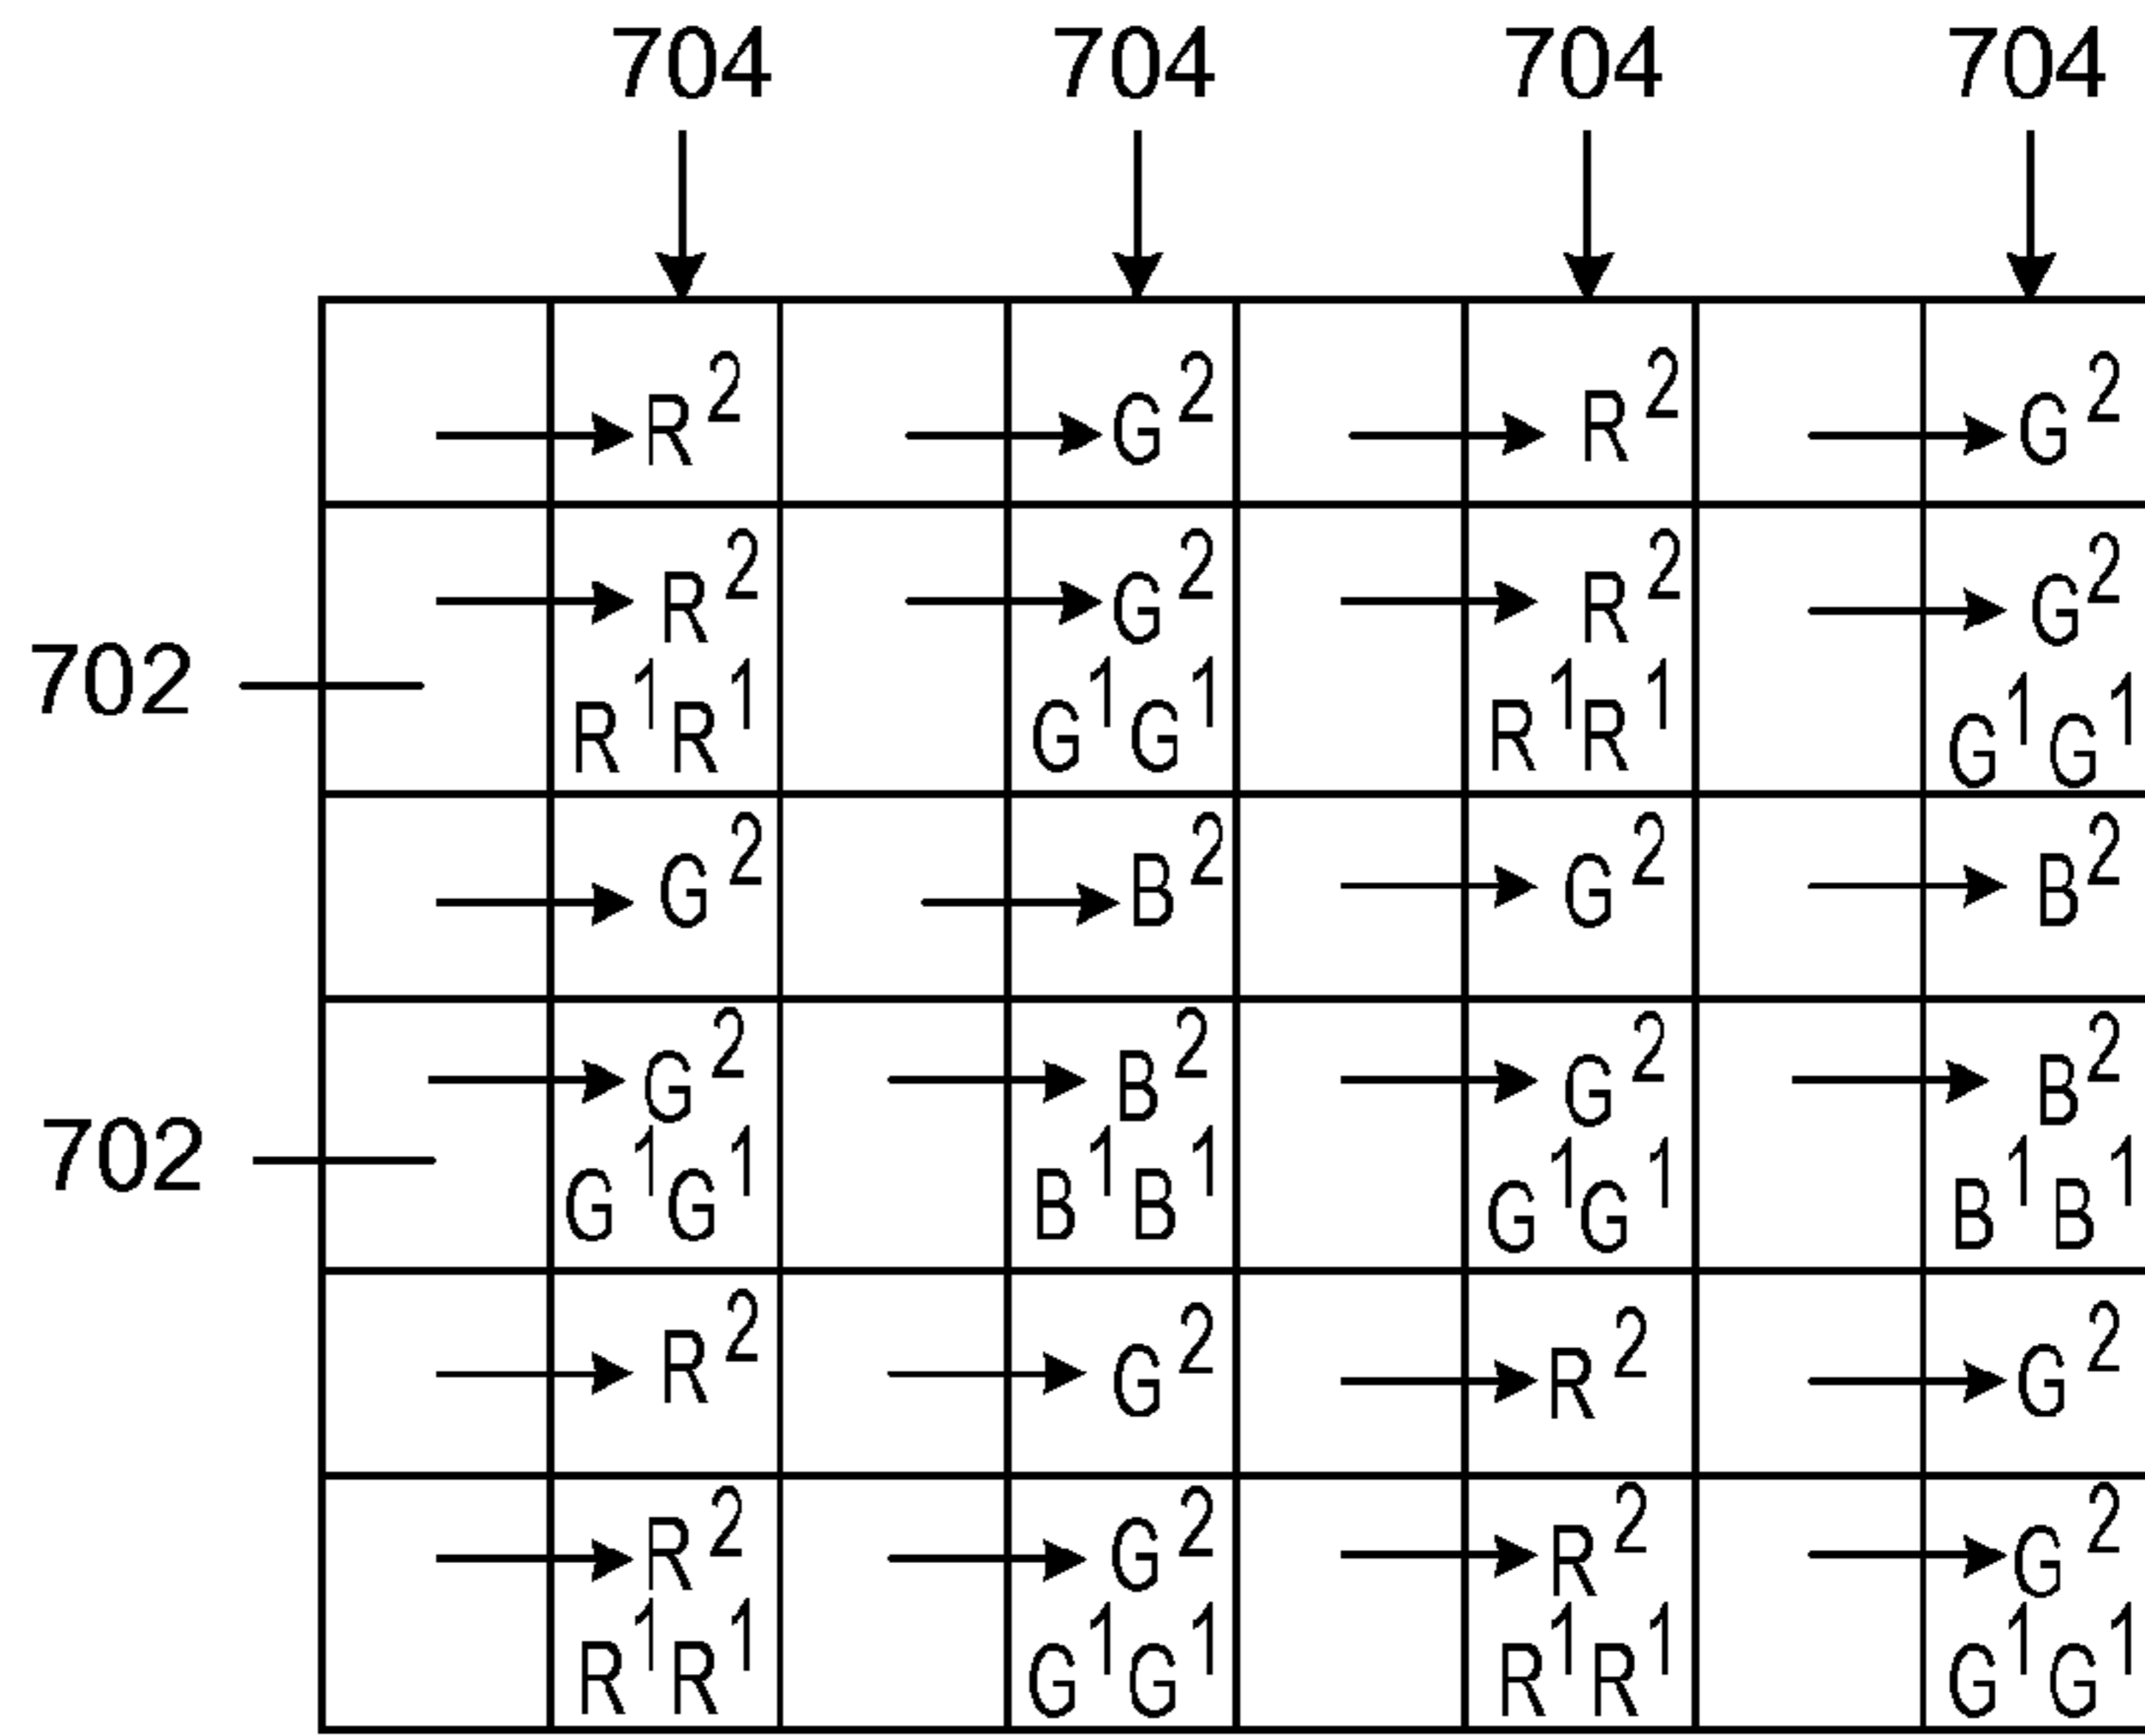 704 704 704 704
R² G² R² G²
R² G² R² G²
702
R¹R¹ G¹G¹ R¹R¹ G¹G¹
G² B² G² B²
G² B² G² B²
702
G¹G¹ B¹B¹ G¹G¹ B¹B¹
R² G² R² G²
R² G² R² G²
R¹R¹ G¹G¹ R¹R¹ G¹G¹